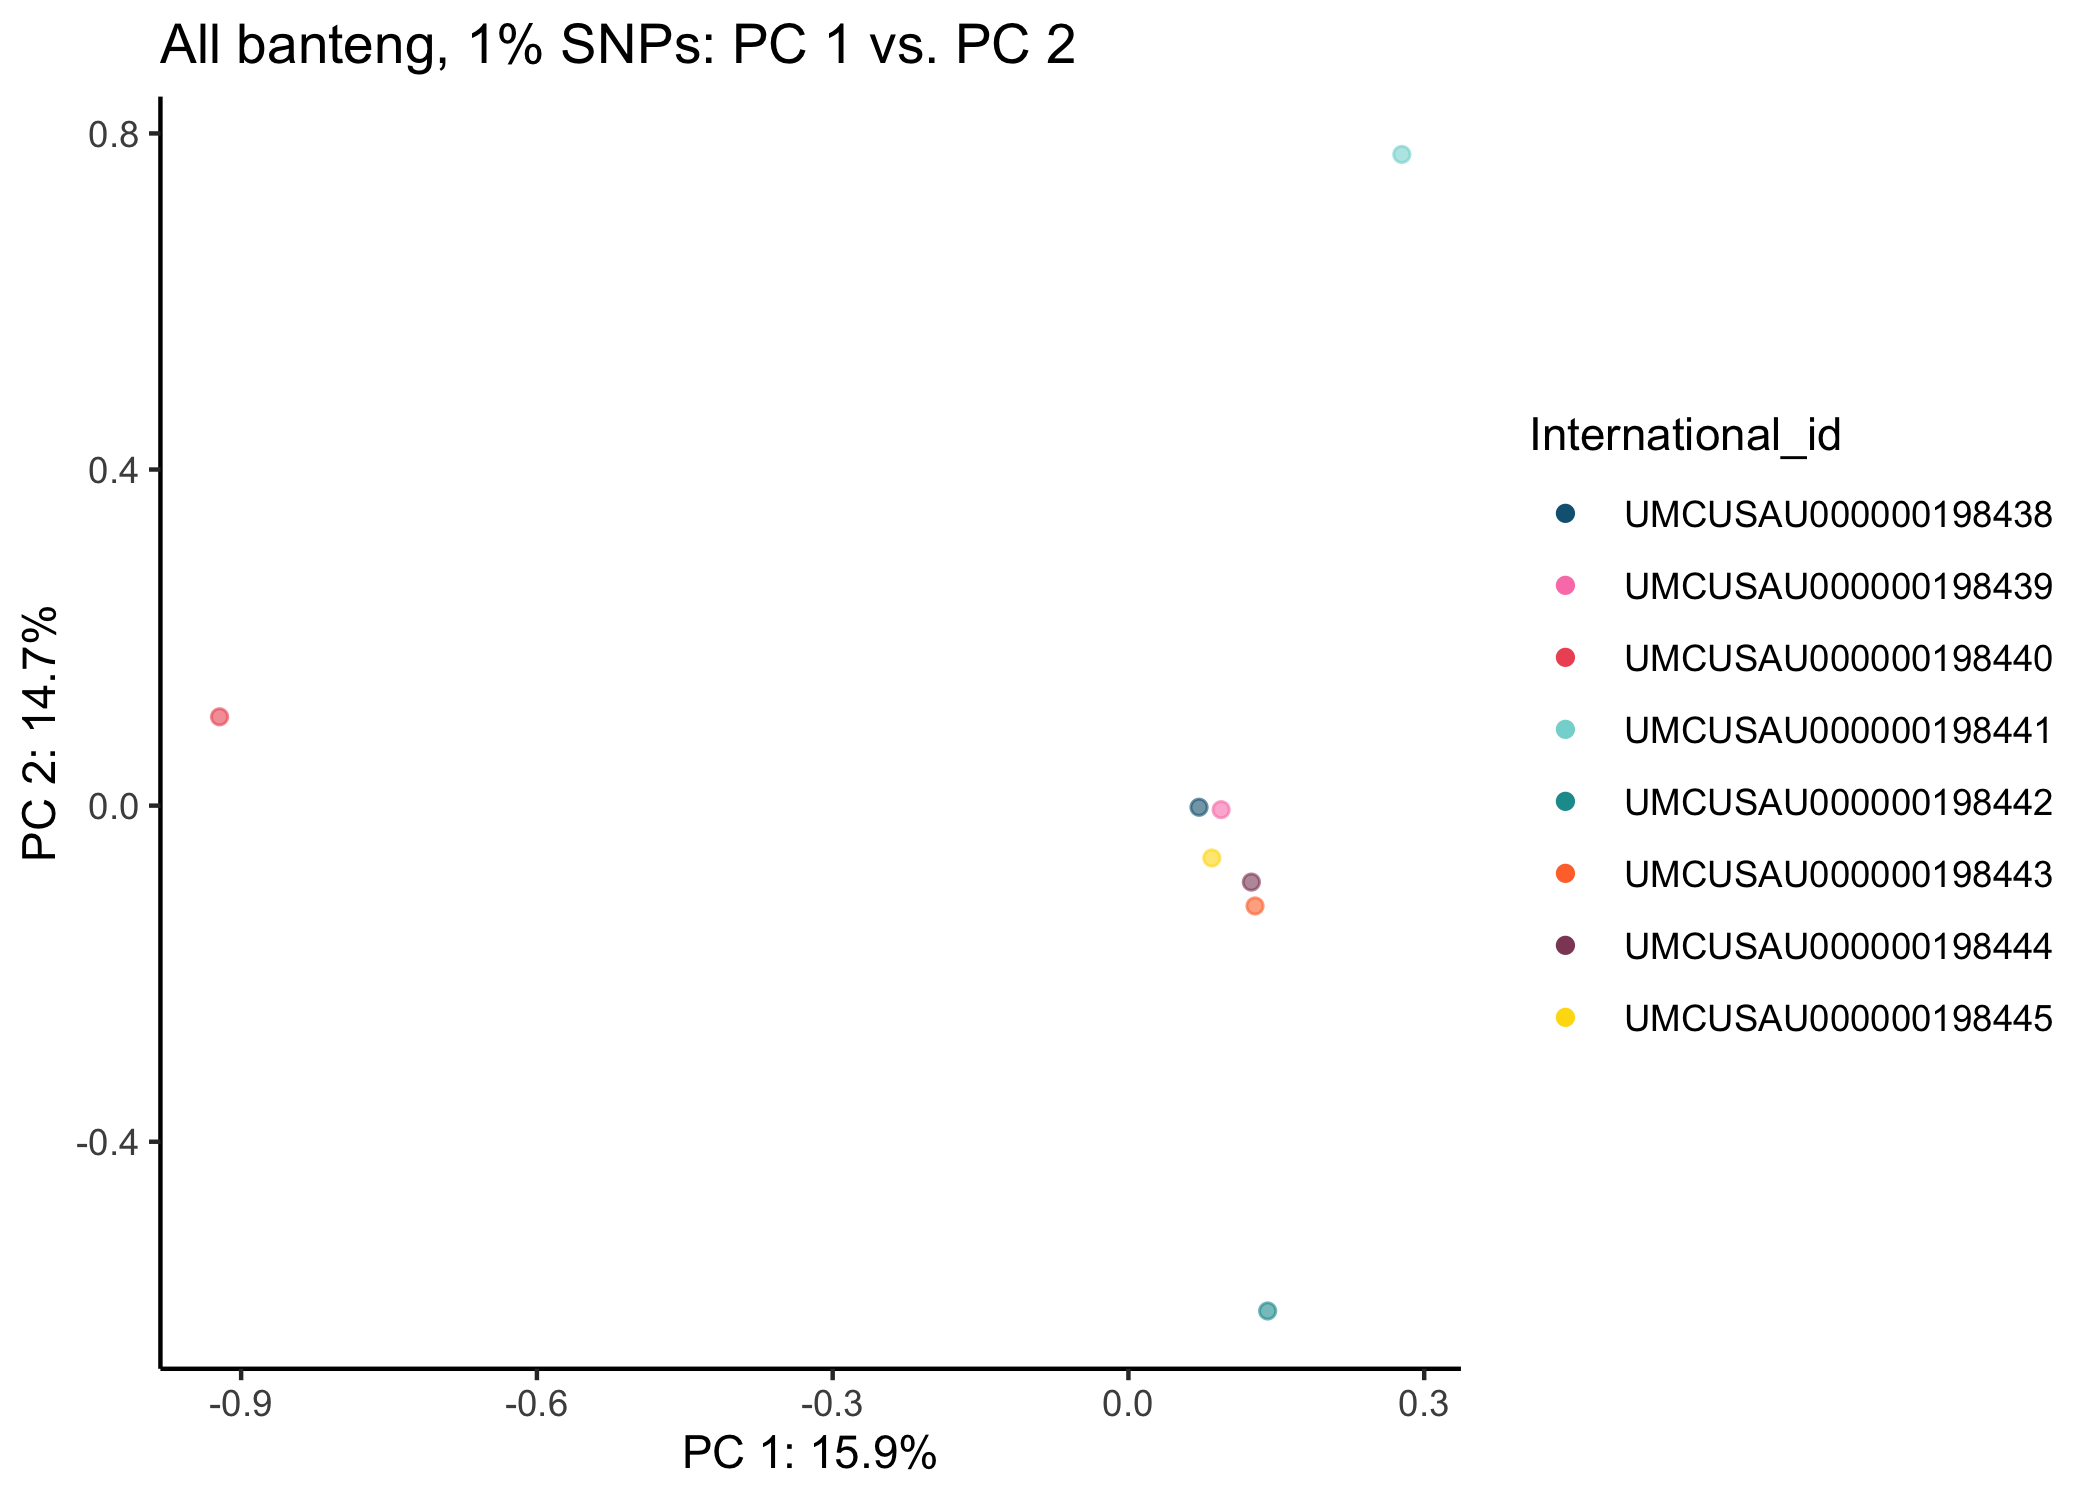 All banteng, 1% SNPs: PC 1 vs. PC 2
0.8
0.4
0.0
-0.4
PC 2: 14.7%
-0.9
-0.6
-0.3
0.0
0.3
PC 1: 15.9%
International_id
UMCUSAU000000198438
UMCUSAU000000198439
UMCUSAU000000198440
UMCUSAU000000198441
UMCUSAU000000198442
UMCUSAU000000198443
UMCUSAU000000198444
UMCUSAU000000198445